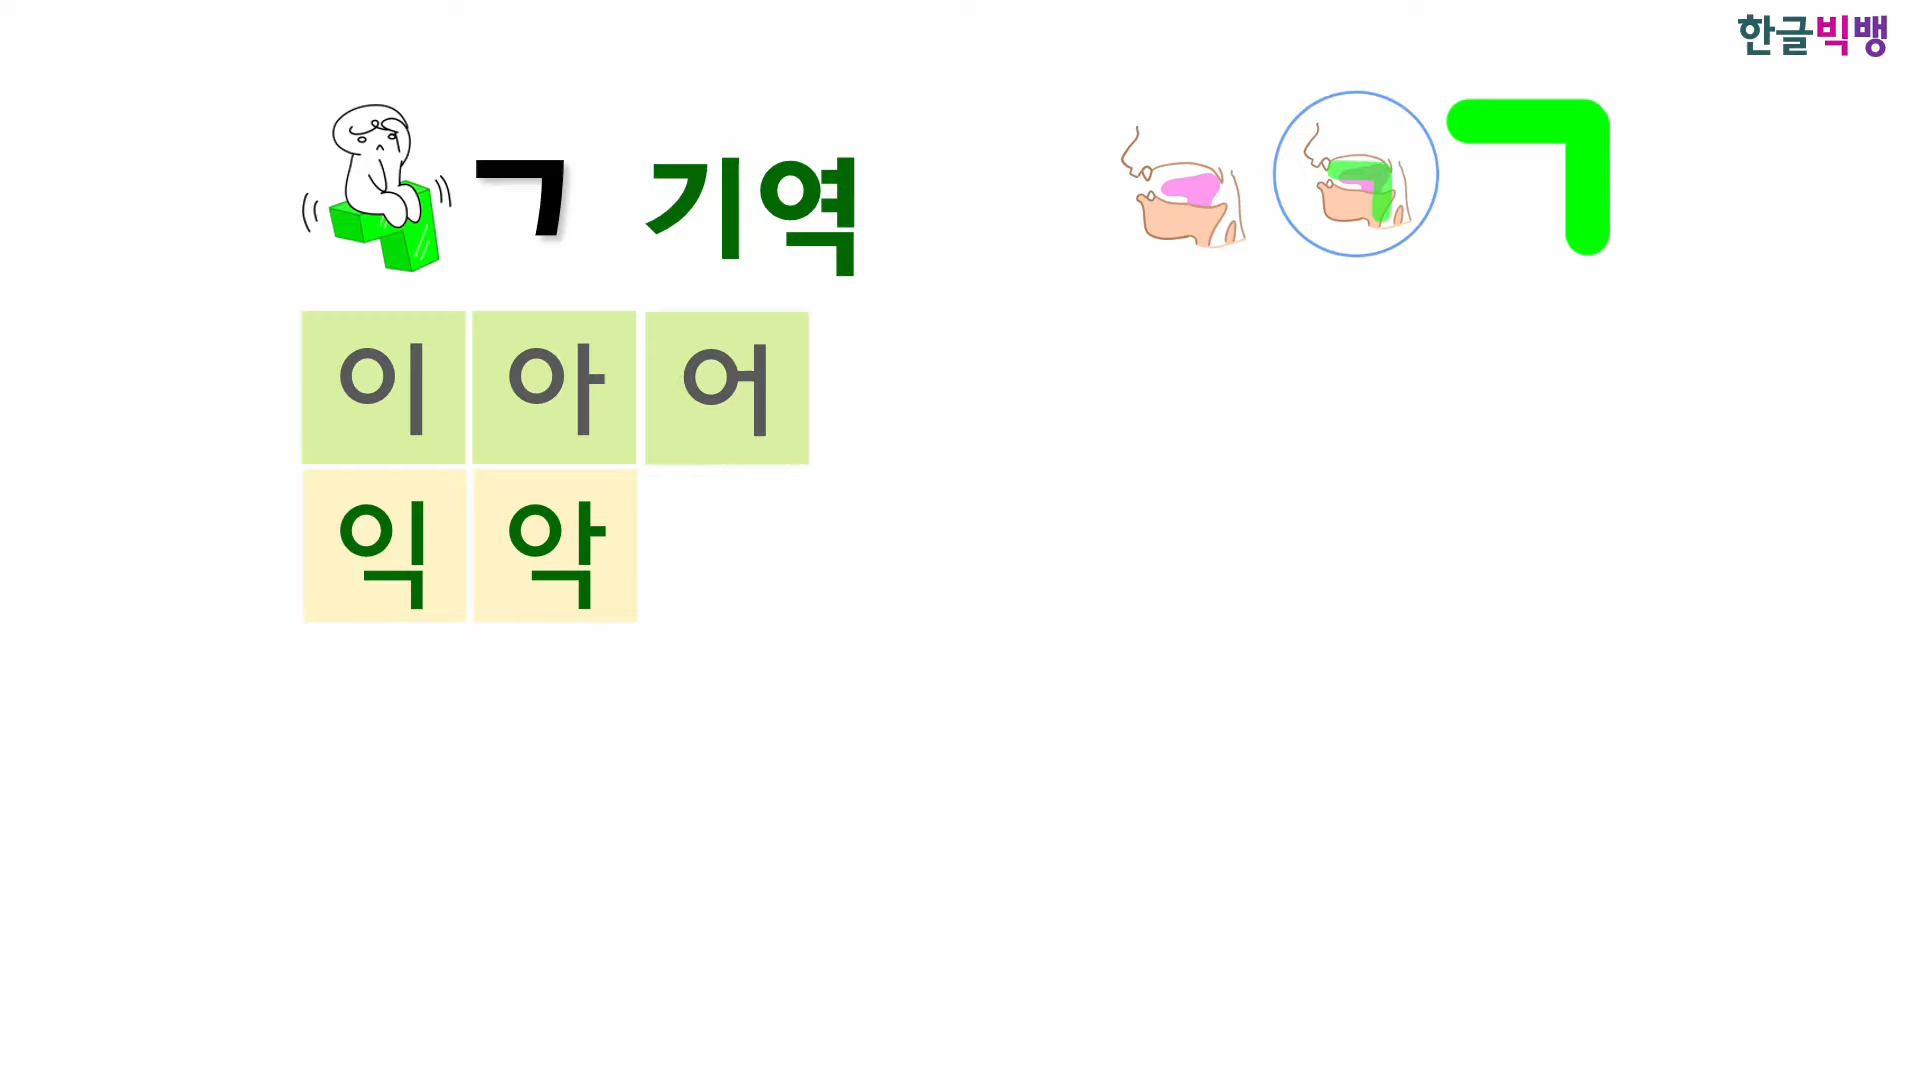 한글빅뱅
ㄱ 기역 ㄱ
이 아 어
익 악